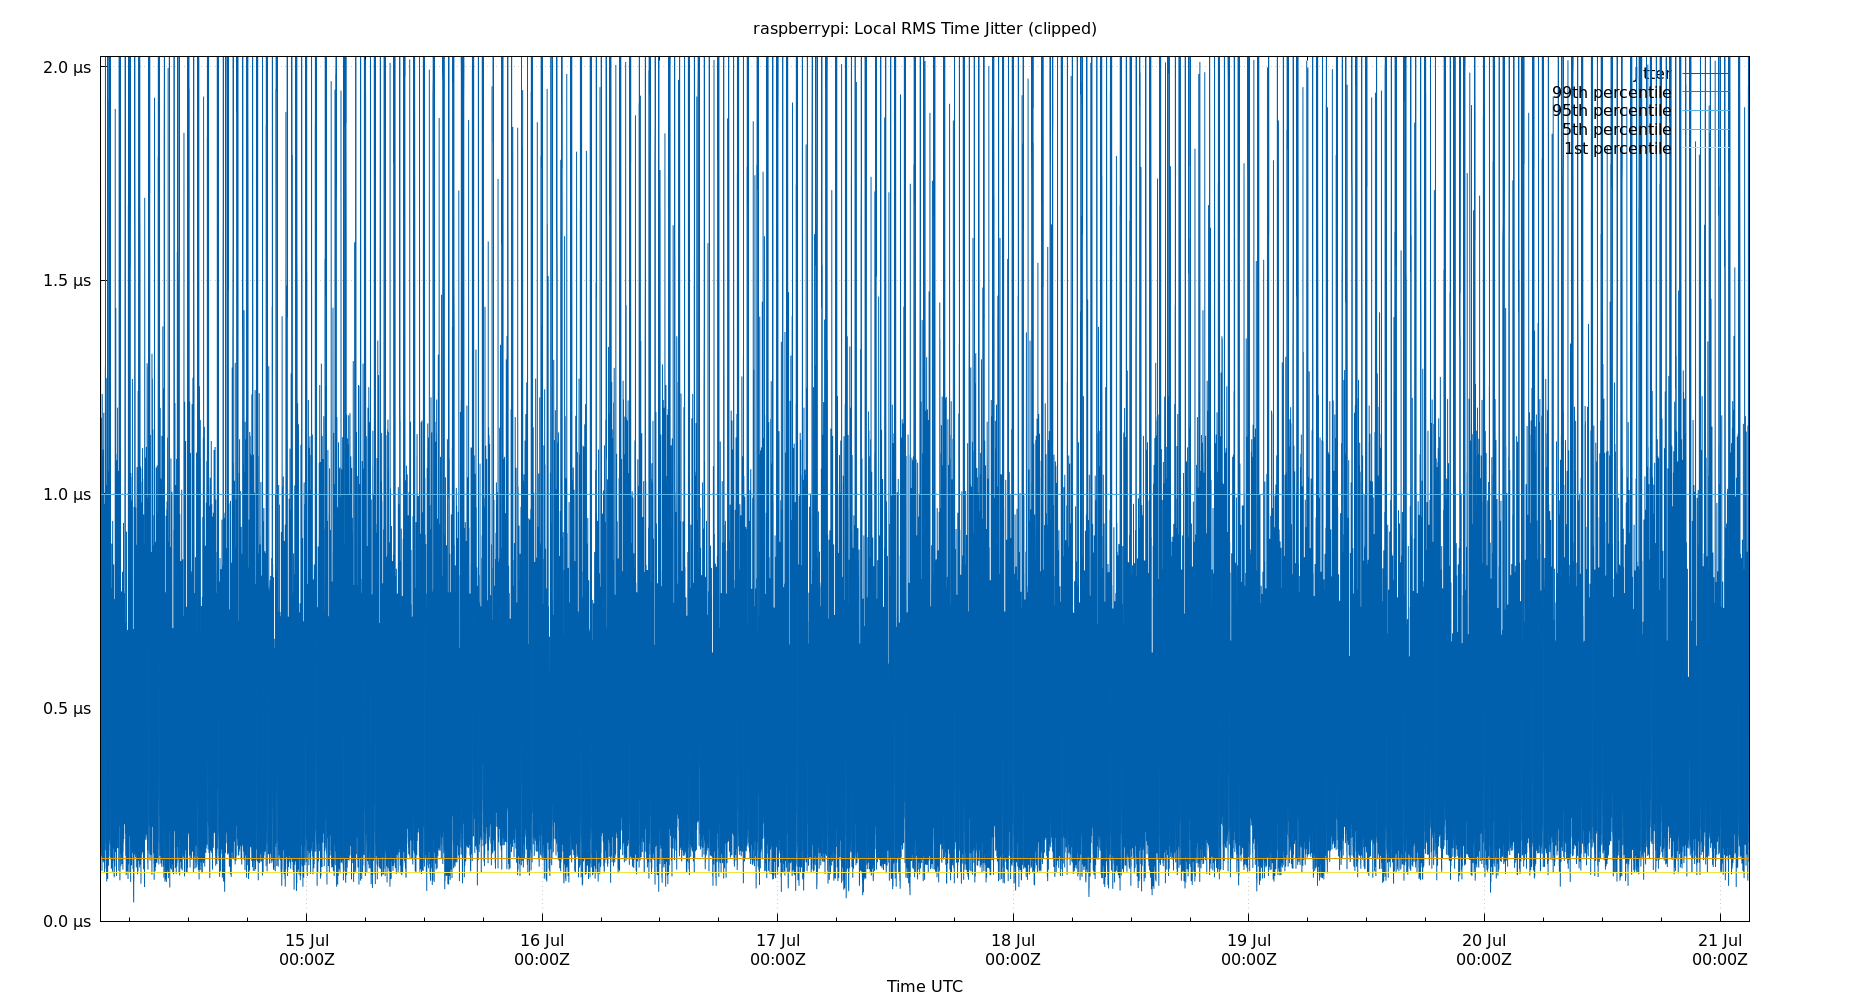 raspberrypi: Local RMS Time Jitter (clipped)
2.0 µs
1.5 µs
1.0 µs
0.5 µs
0.0 µs
jitter
99th percentile
95th percentile
5th percentile
1st percentile
15 Jul
00:00Z
16 Jul
00:00Z
17 Jul
00:00Z
18 Jul
00:00Z
19 Jul
00:00Z
20 Jul
00:00Z
21 Jul
00:00Z
Time UTC